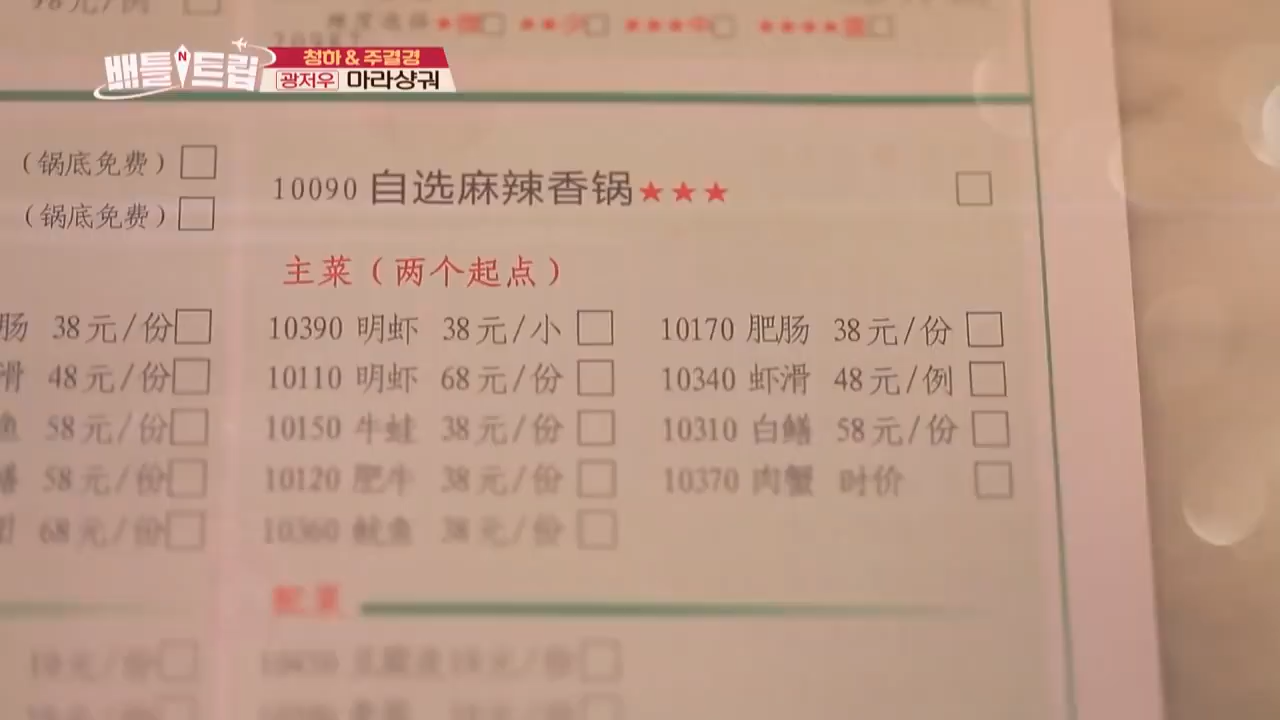 배틀트립
청하 & 주결경
광저우 마라샹궈
(锅底免费)
(锅底免费)
10090 自选麻辣香锅★★★
主菜(两个起点)
肠 38元/份 10390 明虾 38元/小 10170 肥肠 38元/份
滑 48元/份 10110 明虾 68元/份 10340 虾滑 48元/例
鱼 58元/份 10150 牛蛙 38元/份 10310 白鳝 58元/份
鳝 58元/份 10120 肥牛 38元/份 10370 肉蟹 时价
68元/份 10360 鱿鱼 38元/份
配菜